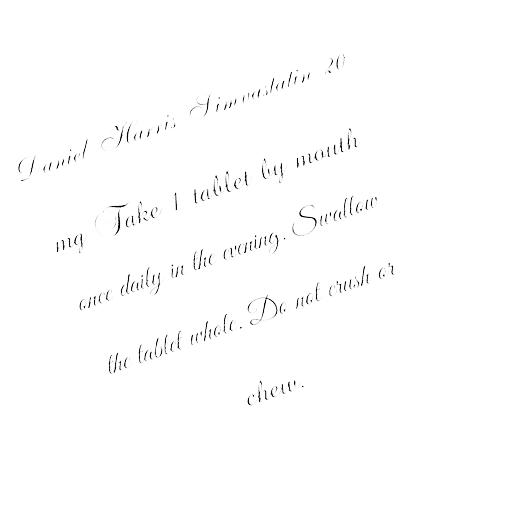 Daniel Harris Simvastatin 20
mg Take 1 tablet by mouth
once daily in the evening. Swallow
the tablet whole. Do not crush or
chew.